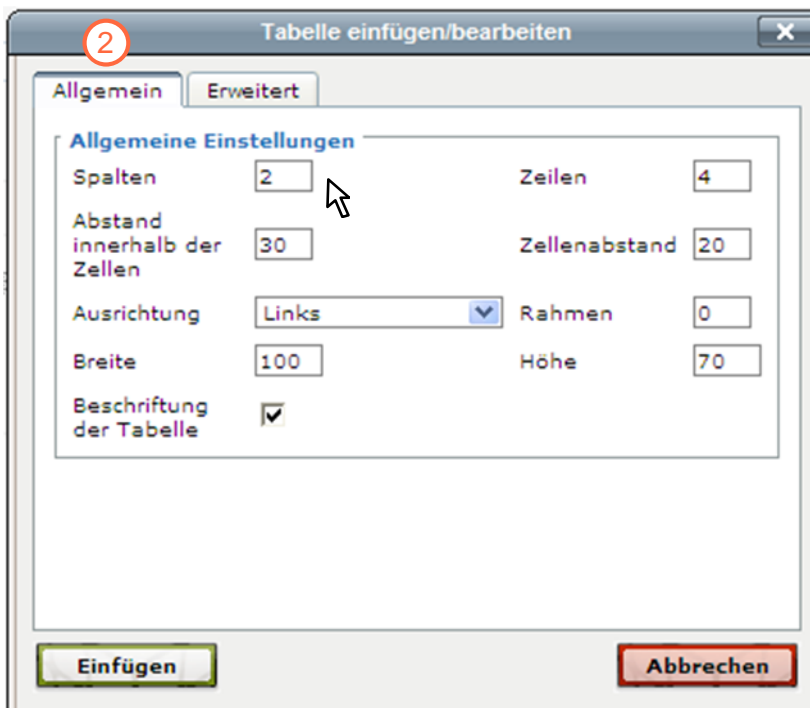 Tabelle einfügen/bearbeiten
2
Allgemein Erweitert
Allgemeine Einstellungen
Spalten 2 Zeilen 4
Abstand
innerhalb der 30 Zellenabstand 20
Zellen
Ausrichtung Links Rahmen 0
Breite 100 Höhe 70
Beschriftung
der Tabelle
Einfügen Abbrechen